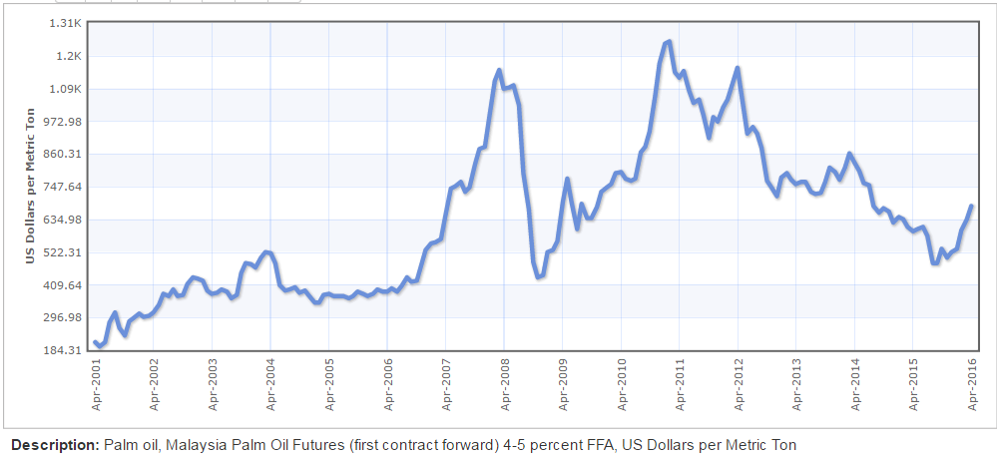 1.31K
1.2K
1.09K
972.98
860.31
747.64
634.98
522.31
409.64
296.98
184.31
US Dollars per Metric Ton
Apr-2001
Apr-2002
Apr-2003
Apr-2004
Apr-2005
Apr-2006
Apr-2007
Apr-2008
Apr-2009
Apr-2010
Apr-2011
Apr-2012
Apr-2013
Apr-2014
Apr-2015
Apr-2016
Description: Palm oil, Malaysia Palm Oil Futures (first contract forward) 4-5 percent FFA, US Dollars per Metric Ton